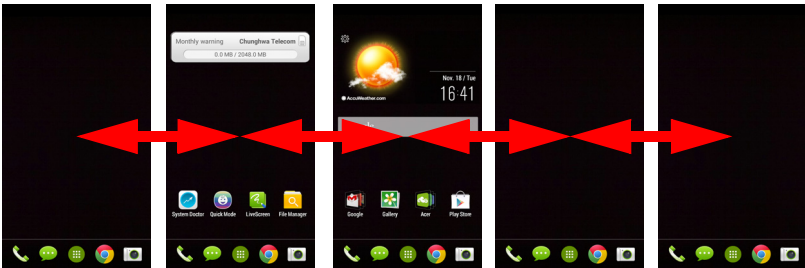 Monthly warning Chunghwa Telecom
0.0 MB / 2048.0 MB
System Doctor Quick Mode LiveScreen File Manager
Nov. 18 / Tue
16:41
AccuWeather.com
Google Gallery Acer Play Store